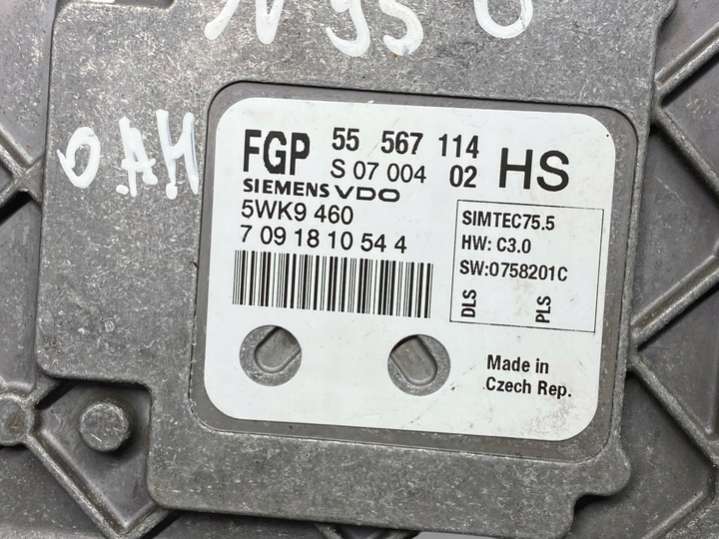 FGP 55 567 114 HS
S 07 004 02
SIEMENS VDO
5WK9 460
7 09 18 10 54 4
SIMTEC75.5
HW: C3.0
SW:0758201C
DLS PLS
Made in
Czech Rep.